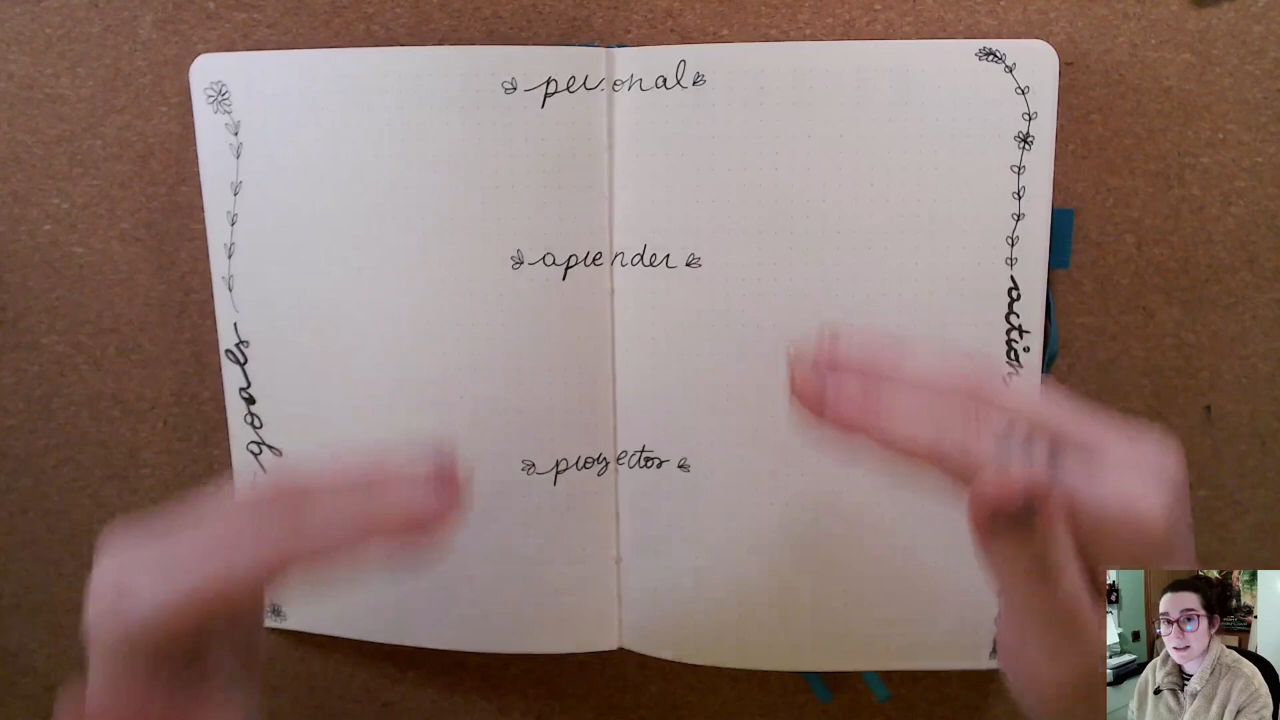 personal
aprender
proyectos
goals
action